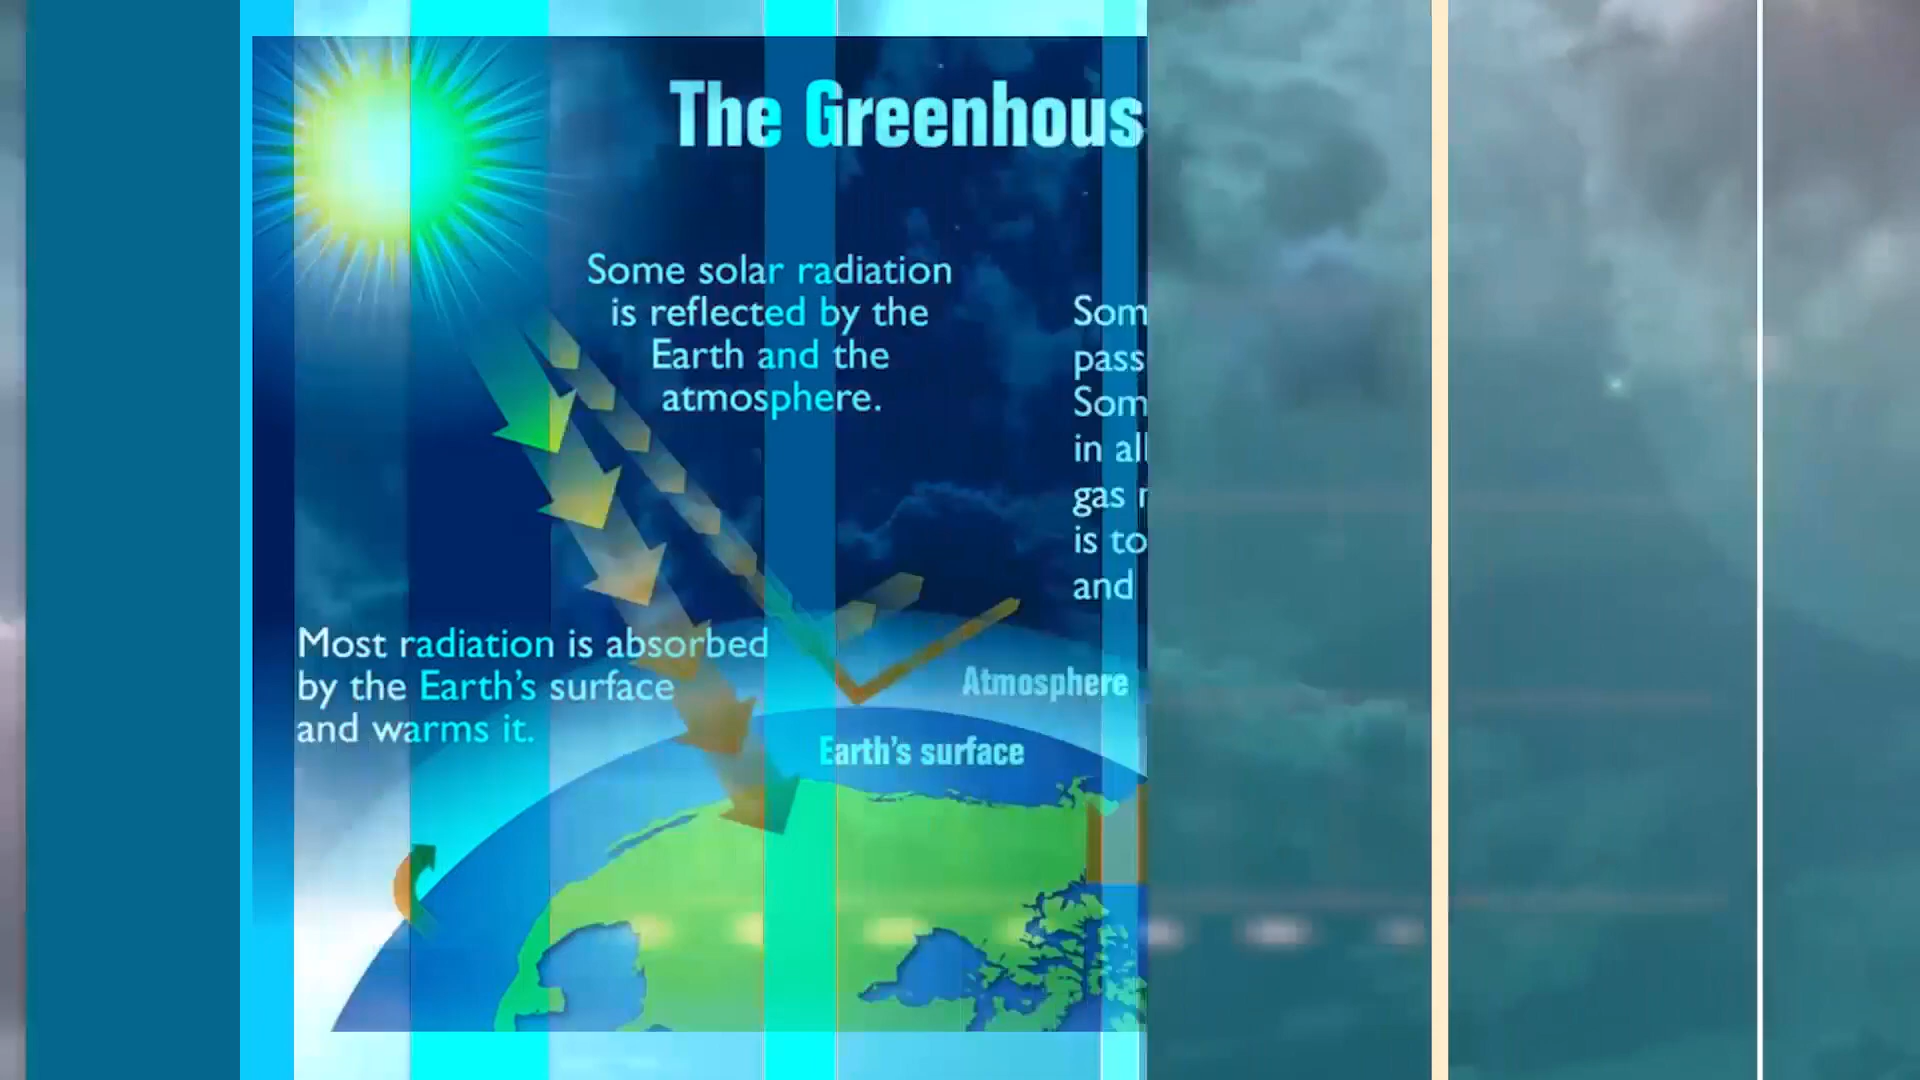 The Greenhous
Some solar radiation
is reflected by the
Earth and the
atmosphere.
Som
pass
Som
in all
gas
is to
and
Most radiation is absorbed
by the Earth's surface
and warms it.
Atmosphere
Earth's surface